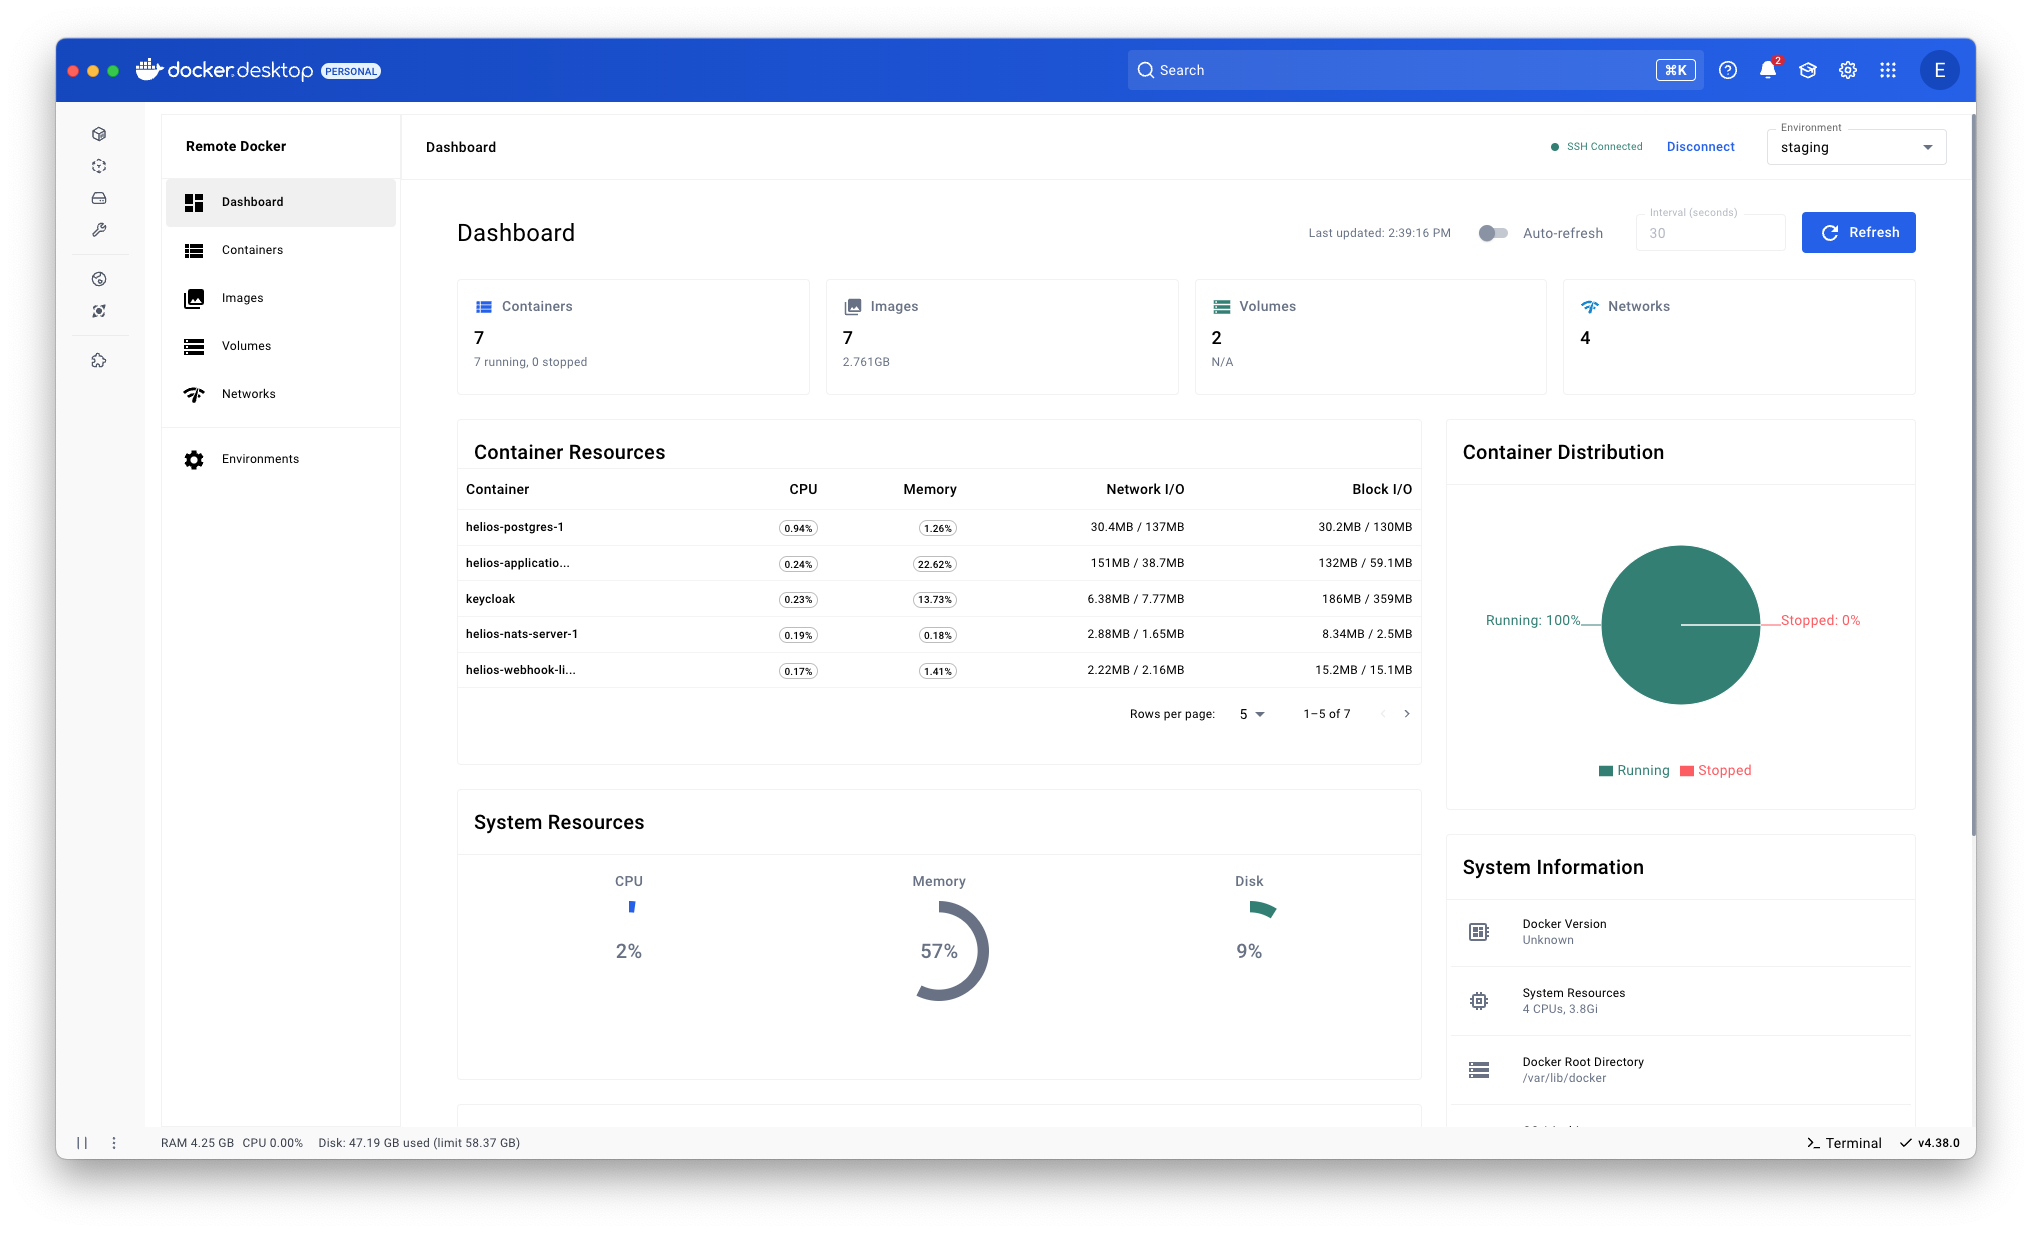 docker desktop PERSONAL
Search ⌘K
2
E
Remote Docker
Dashboard
Containers
Images
Volumes
Networks
Environments
Dashboard
SSH Connected
Disconnect
Environment
staging
Dashboard
Last updated: 2:39:16 PM
Auto-refresh
Interval (seconds)
30
Refresh
Containers
7
7 running, 0 stopped
Images
7
2.761GB
Volumes
2
N/A
Networks
4
Container Resources
Container CPU Memory Network I/O Block I/O
helios-postgres-1 0.94% 1.26% 30.4MB / 137MB 30.2MB / 130MB
helios-applicatio... 0.24% 22.62% 151MB / 38.7MB 132MB / 59.1MB
keycloak 0.23% 13.73% 6.38MB / 7.77MB 186MB / 359MB
helios-nats-server-1 0.19% 0.18% 2.88MB / 1.65MB 8.34MB / 2.5MB
helios-webhook-li... 0.17% 1.41% 2.22MB / 2.16MB 15.2MB / 15.1MB
Rows per page: 5 1–5 of 7
Container Distribution
Running: 100%
Stopped: 0%
Running Stopped
System Resources
CPU
2%
Memory
57%
Disk
9%
System Information
Docker Version
Unknown
System Resources
4 CPUs, 3.8Gi
Docker Root Directory
/var/lib/docker
RAM 4.25 GB CPU 0.00% Disk: 47.19 GB used (limit 58.37 GB)
Terminal
v4.38.0